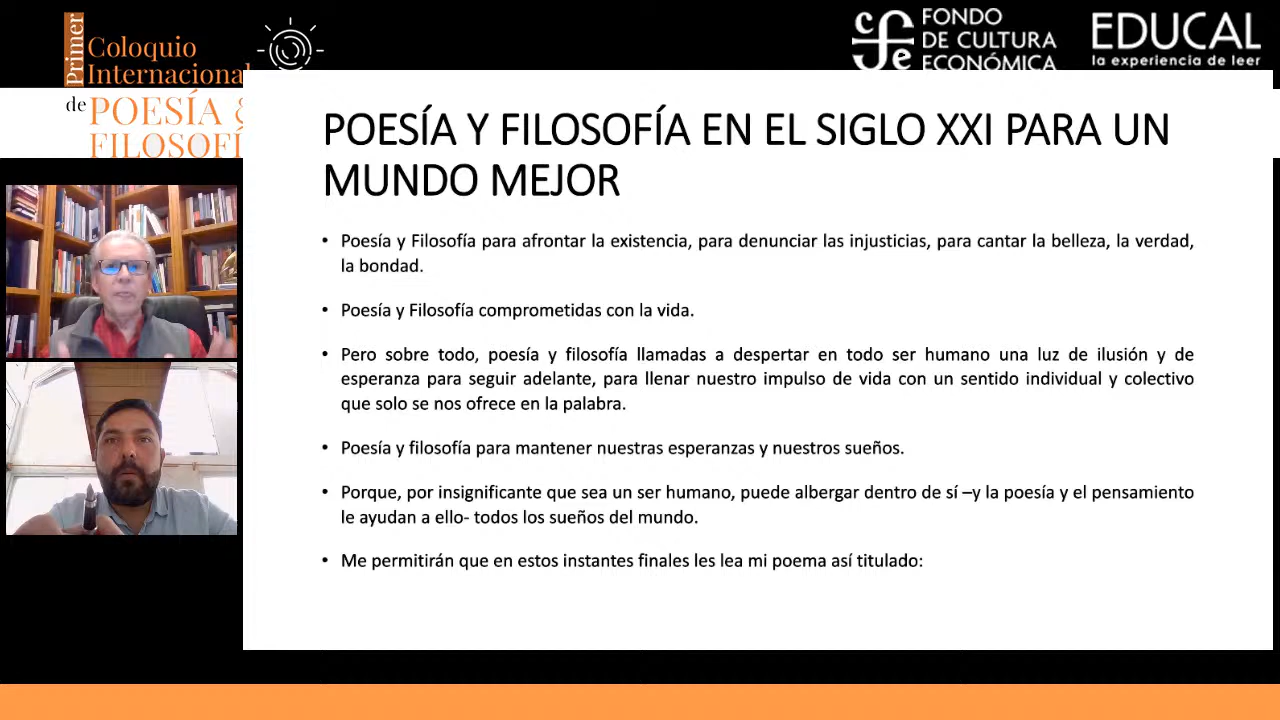 Primer
Coloquio
Internacional
de POESÍA &
FILOSOFÍ
FONDO
DE CULTURA
ECONÓMICA
EDUCAL
la experiencia de leer
POESÍA Y FILOSOFÍA EN EL SIGLO XXI PARA UN
MUNDO MEJOR
• Poesía y Filosofía para afrontar la existencia, para denunciar las injusticias, para cantar la belleza, la verdad,
la bondad.
• Poesía y Filosofía comprometidas con la vida.
• Pero sobre todo, poesía y filosofía llamadas a despertar en todo ser humano una luz de ilusión y de
esperanza para seguir adelante, para llenar nuestro impulso de vida con un sentido individual y colectivo
que solo se nos ofrece en la palabra.
• Poesía y filosofía para mantener nuestras esperanzas y nuestros sueños.
• Porque, por insignificante que sea un ser humano, puede albergar dentro de sí –y la poesía y el pensamiento
le ayudan a ello- todos los sueños del mundo.
• Me permitirán que en estos instantes finales les lea mi poema así titulado: